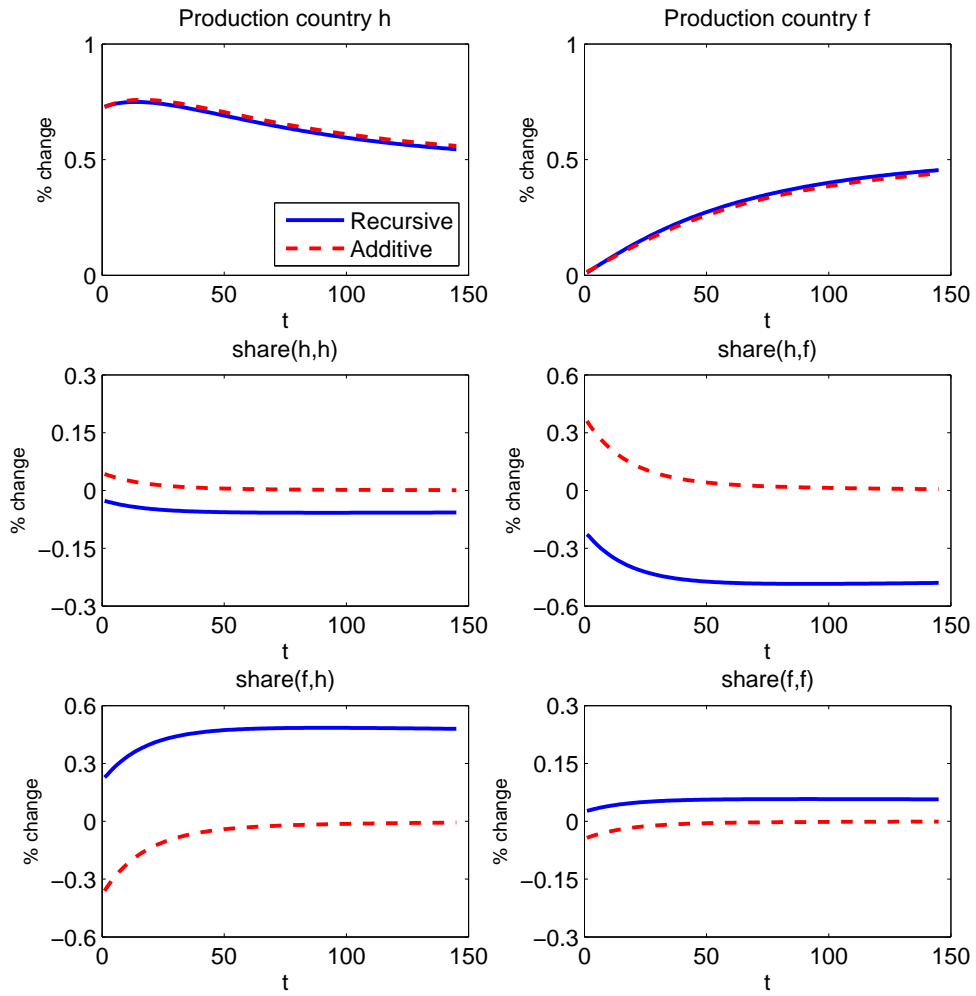 Production country h
% change
1
0.5
0
0
50
100
150
t
Recursive
Additive
Production country f
% change
1
0.5
0
0
50
100
150
t
share(h,h)
% change
0.3
0.15
0
−0.15
−0.3
0
50
100
150
t
share(h,f)
% change
0.6
0.3
0
−0.3
−0.6
0
50
100
150
t
share(f,h)
% change
0.6
0.3
0
−0.3
−0.6
0
50
100
150
t
share(f,f)
% change
0.3
0.15
0
−0.15
−0.3
0
50
100
150
t